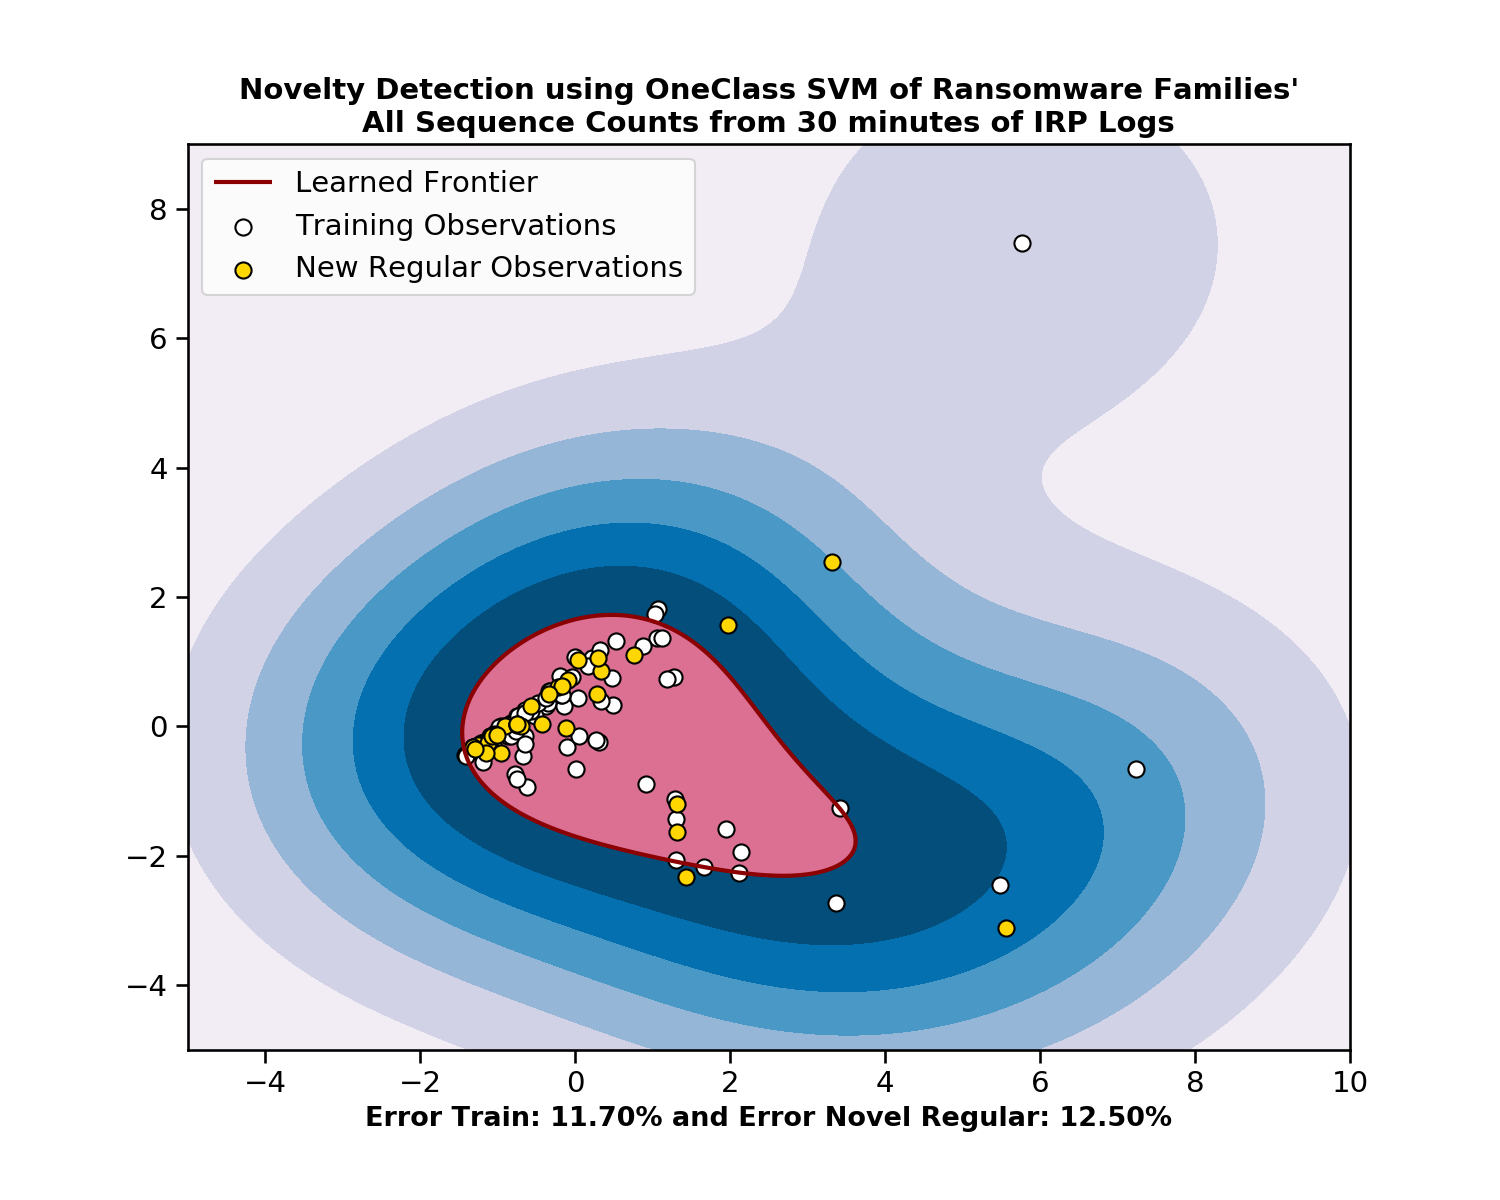 Novelty Detection using OneClass SVM of Ransomware Families'
All Sequence Counts from 30 minutes of IRP Logs
Learned Frontier
Training Observations
New Regular Observations
8
6
4
2
0
−2
−4
−4 −2 0 2 4 6 8 10
Error Train: 11.70% and Error Novel Regular: 12.50%